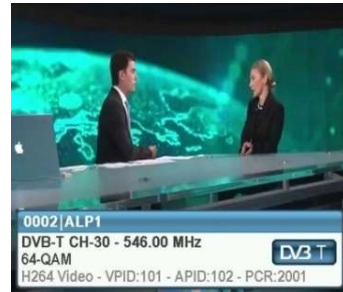 0002|ALP1
DVB-T CH-30 - 546.00 MHz
64-QAM
DVB T
H264 Video - VPID:101 - APID:102 - PCR:2001